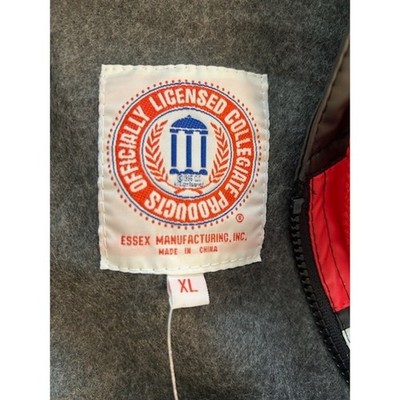 OFFICIALLY LICENSED COLLEGIATE PRODUCTS
®
ESSEX MANUFACTURING, INC.
MADE IN CHINA
XL